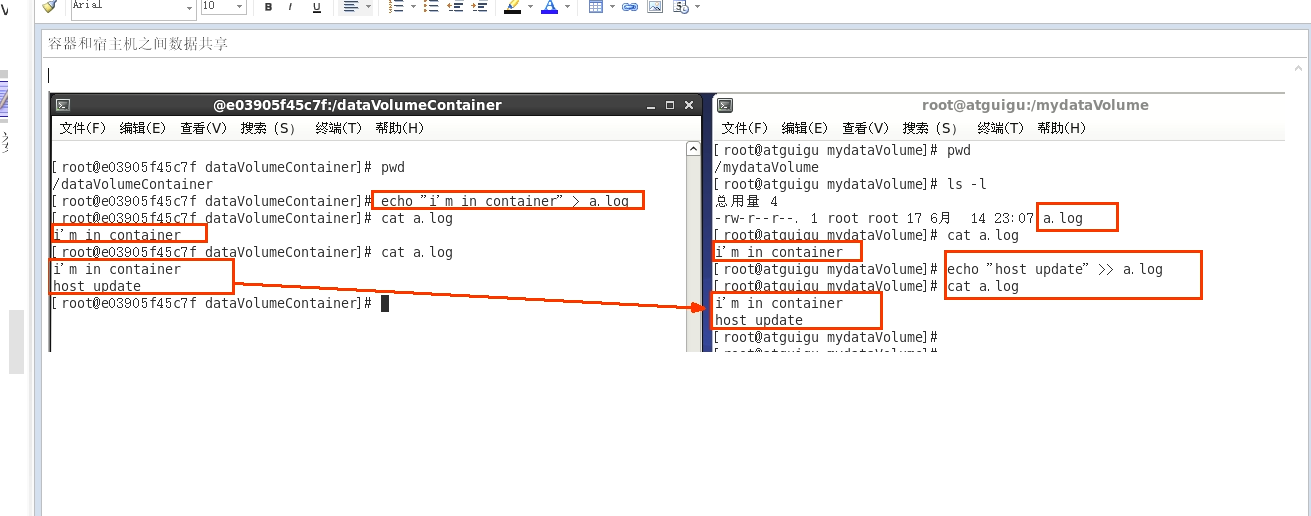 Arial
10
B
I
U
容器和宿主机之间数据共享
@e03905f45c7f:/dataVolumeContainer
文件(F) 编辑(E) 查看(V) 搜索 (S) 终端(T) 帮助(H)
[root@e03905f45c7f dataVolumeContainer]# pwd
/dataVolumeContainer
[root@e03905f45c7f dataVolumeContainer]# echo "i'm in container" > a.log
[root@e03905f45c7f dataVolumeContainer]# cat a.log
i'm in container
[root@e03905f45c7f dataVolumeContainer]# cat a.log
i'm in container
host update
[root@e03905f45c7f dataVolumeContainer]#
root@atguigu:/mydataVolume
文件(F) 编辑(E) 查看(V) 搜索 (S) 终端(T) 帮助(H)
[root@atguigu mydataVolume]# pwd
/mydataVolume
[root@atguigu mydataVolume]# ls -l
总用量 4
-rw-r--r--. 1 root root 17 6月  14 23:07 a.log
[root@atguigu mydataVolume]# cat a.log
i'm in container
[root@atguigu mydataVolume]# echo "host update" >> a.log
[root@atguigu mydataVolume]# cat a.log
i'm in container
host update
[root@atguigu mydataVolume]#
[root@atguigu mydataVolume]#